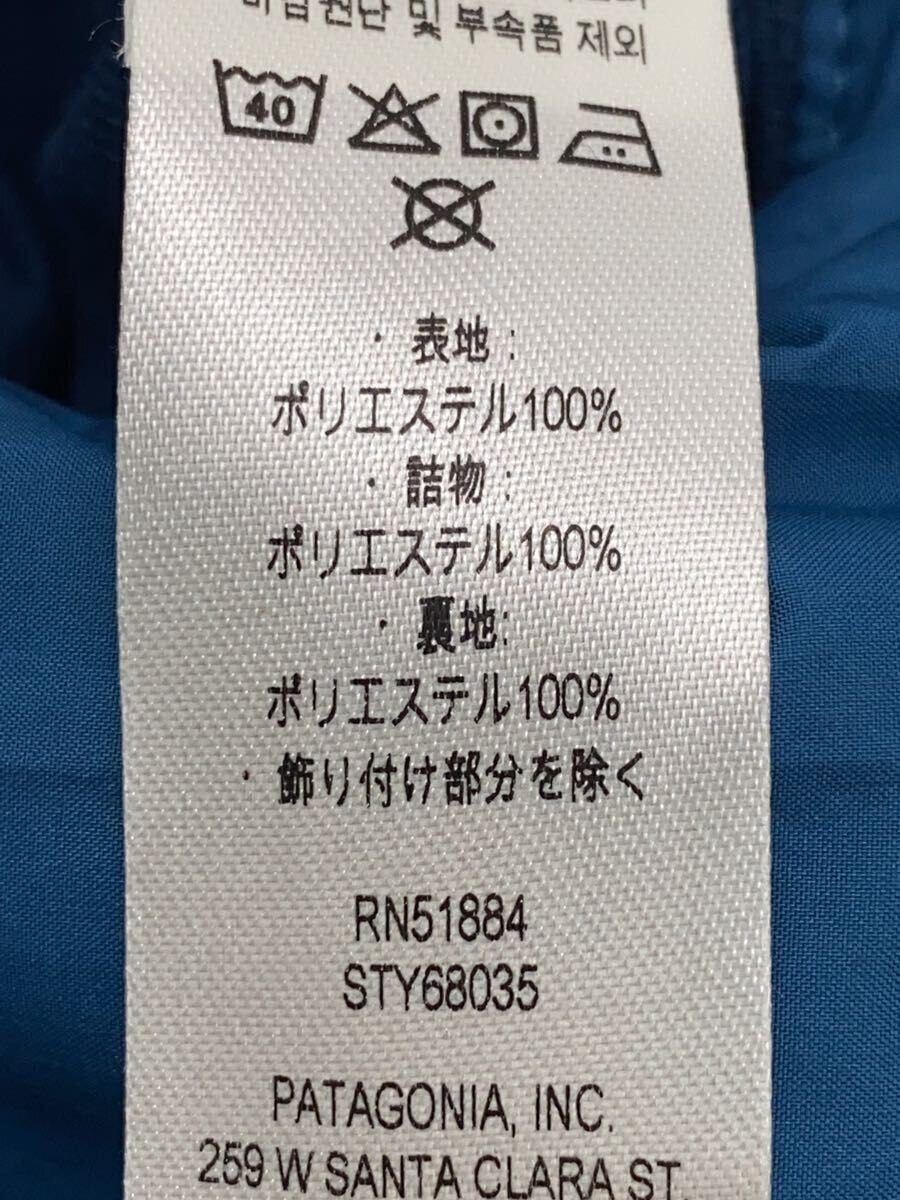 원단 및 부속품 제외
40
・表地:
ポリエステル100%
・詰物:
ポリエステル100%
・裏地:
ポリエステル100%
・飾り付け部分を除く
RN51884
STY68035
PATAGONIA, INC.
259 W SANTA CLARA ST.